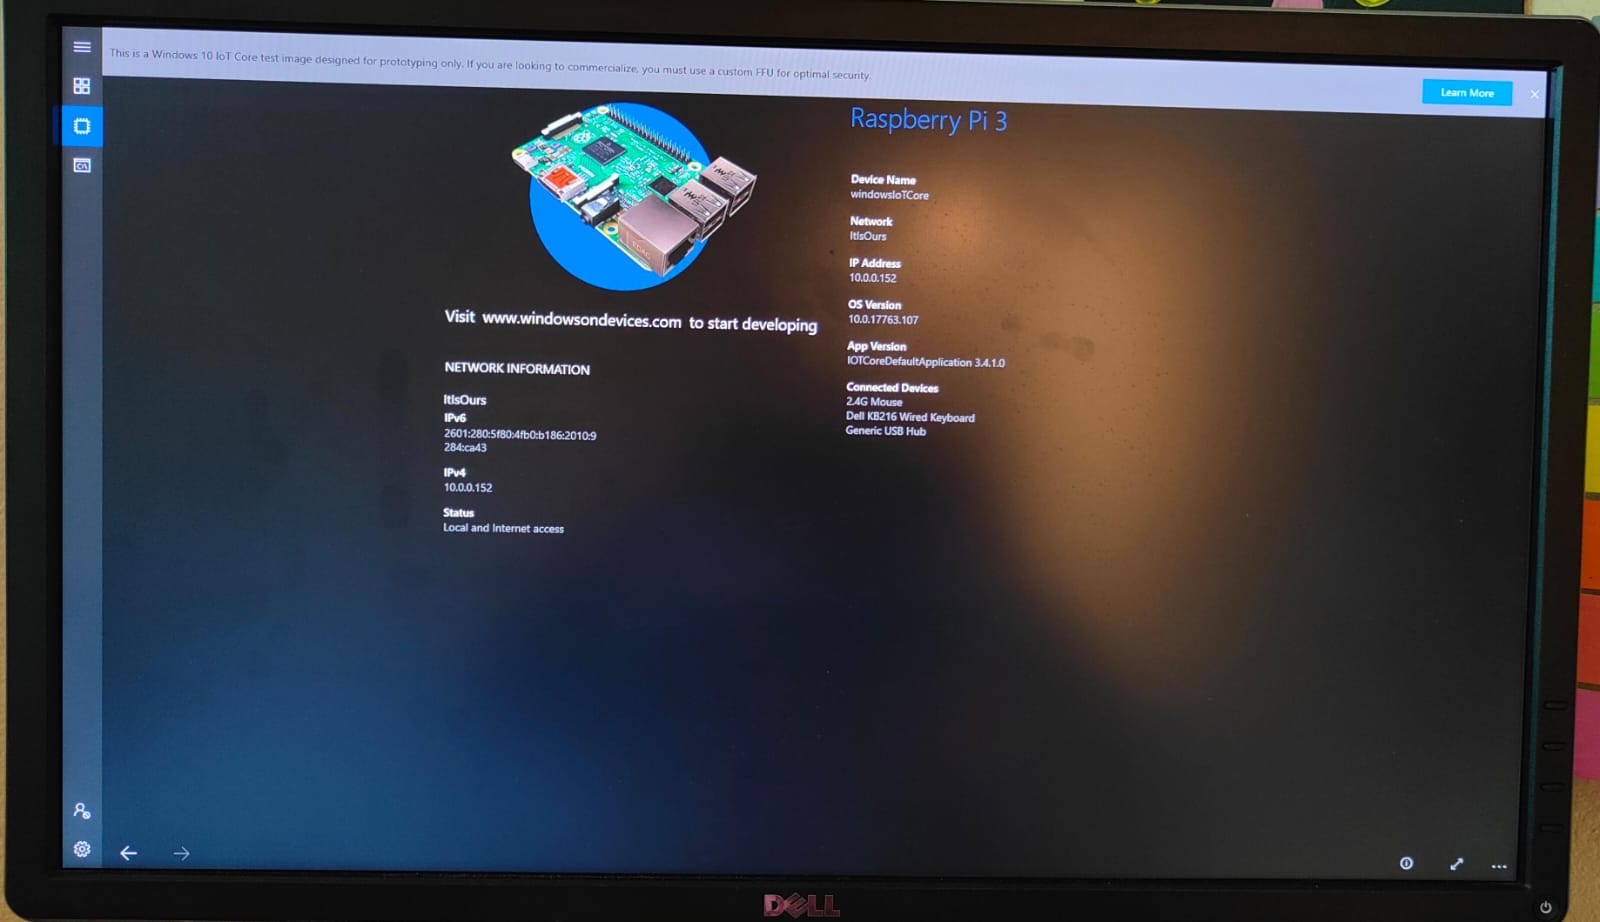 This is a Windows 10 IoT Core test image designed for prototyping only. If you are looking to commercialize, you must use a custom FFU for optimal security.
Learn More
Raspberry Pi 3
Device Name
windowsIoTCore
Network
ItIsOurs
IP Address
10.0.0.152
OS Version
10.0.17763.107
App Version
IOTCoreDefaultApplication 3.4.1.0
Connected Devices
2.4G Mouse
Dell KB216 Wired Keyboard
Generic USB Hub
Visit www.windowsondevices.com to start developing
NETWORK INFORMATION
ItIsOurs
IPv6
2601:280:5f80:4fb0:b186:2010:9
284:ca43
IPv4
10.0.0.152
Status
Local and Internet access
DELL